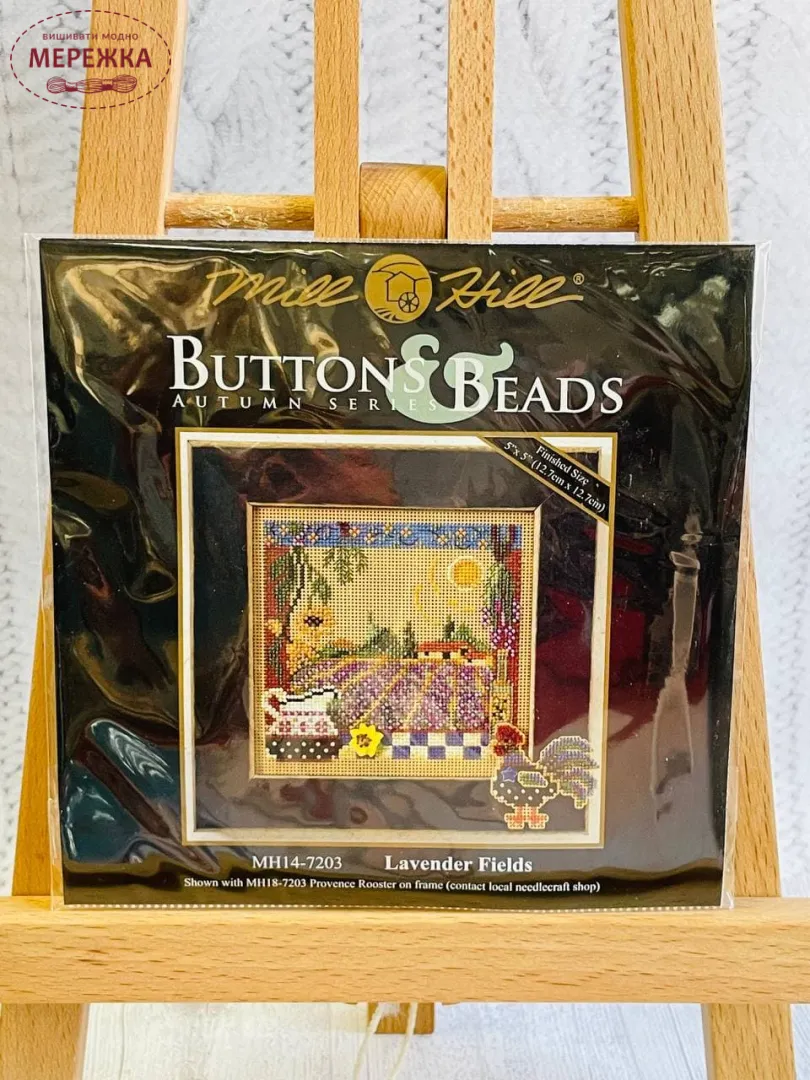 вишивати модно
МЕРЕЖКА
Mill Hill®
BUTTONS & BEADS
AUTUMN SERIES
Finished Size
5"x 5" (12.7cm x 12.7cm)
MH14-7203 Lavender Fields
Shown with MH18-7203 Provence Rooster on frame (contact local needlecraft shop)